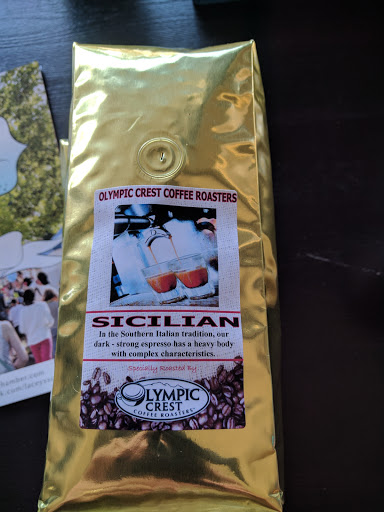 OLYMPIC CREST COFFEE ROASTERS
SICILIAN
In the Southern Italian tradition, our
dark - strong espresso has a heavy body
with complex characteristics.
Specially Roasted By
OLYMPIC
CREST
COFFEE ROASTERS